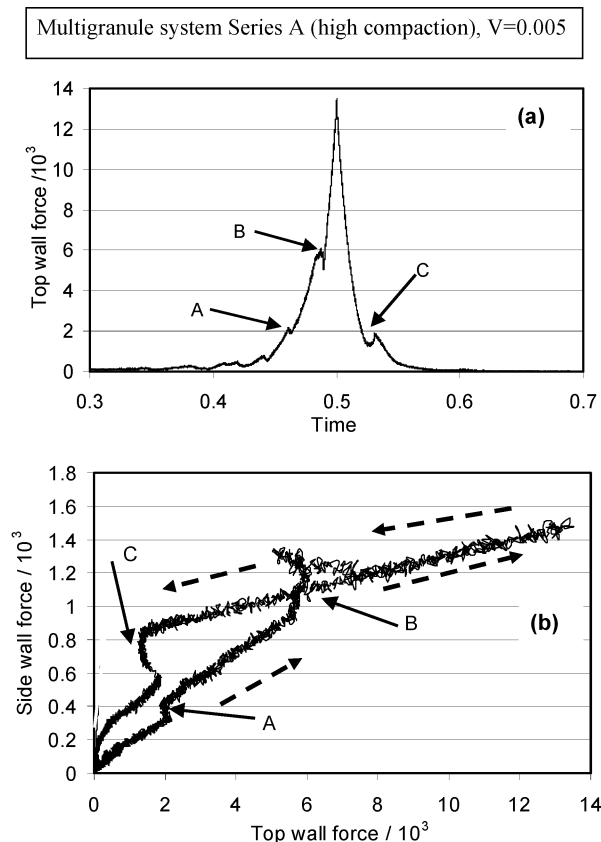 Multigranule system Series A (high compaction), V=0.005
(a)
Top wall force /10³
14
12
10
8
6
4
2
0
B
A
C
0.3 0.4 0.5 0.6 0.7
Time
(b)
Side wall force / 10³
1.8
1.6
1.4
1.2
1
0.8
0.6
0.4
0.2
0
C
B
A
0 2 4 6 8 10 12 14
Top wall force / 10³